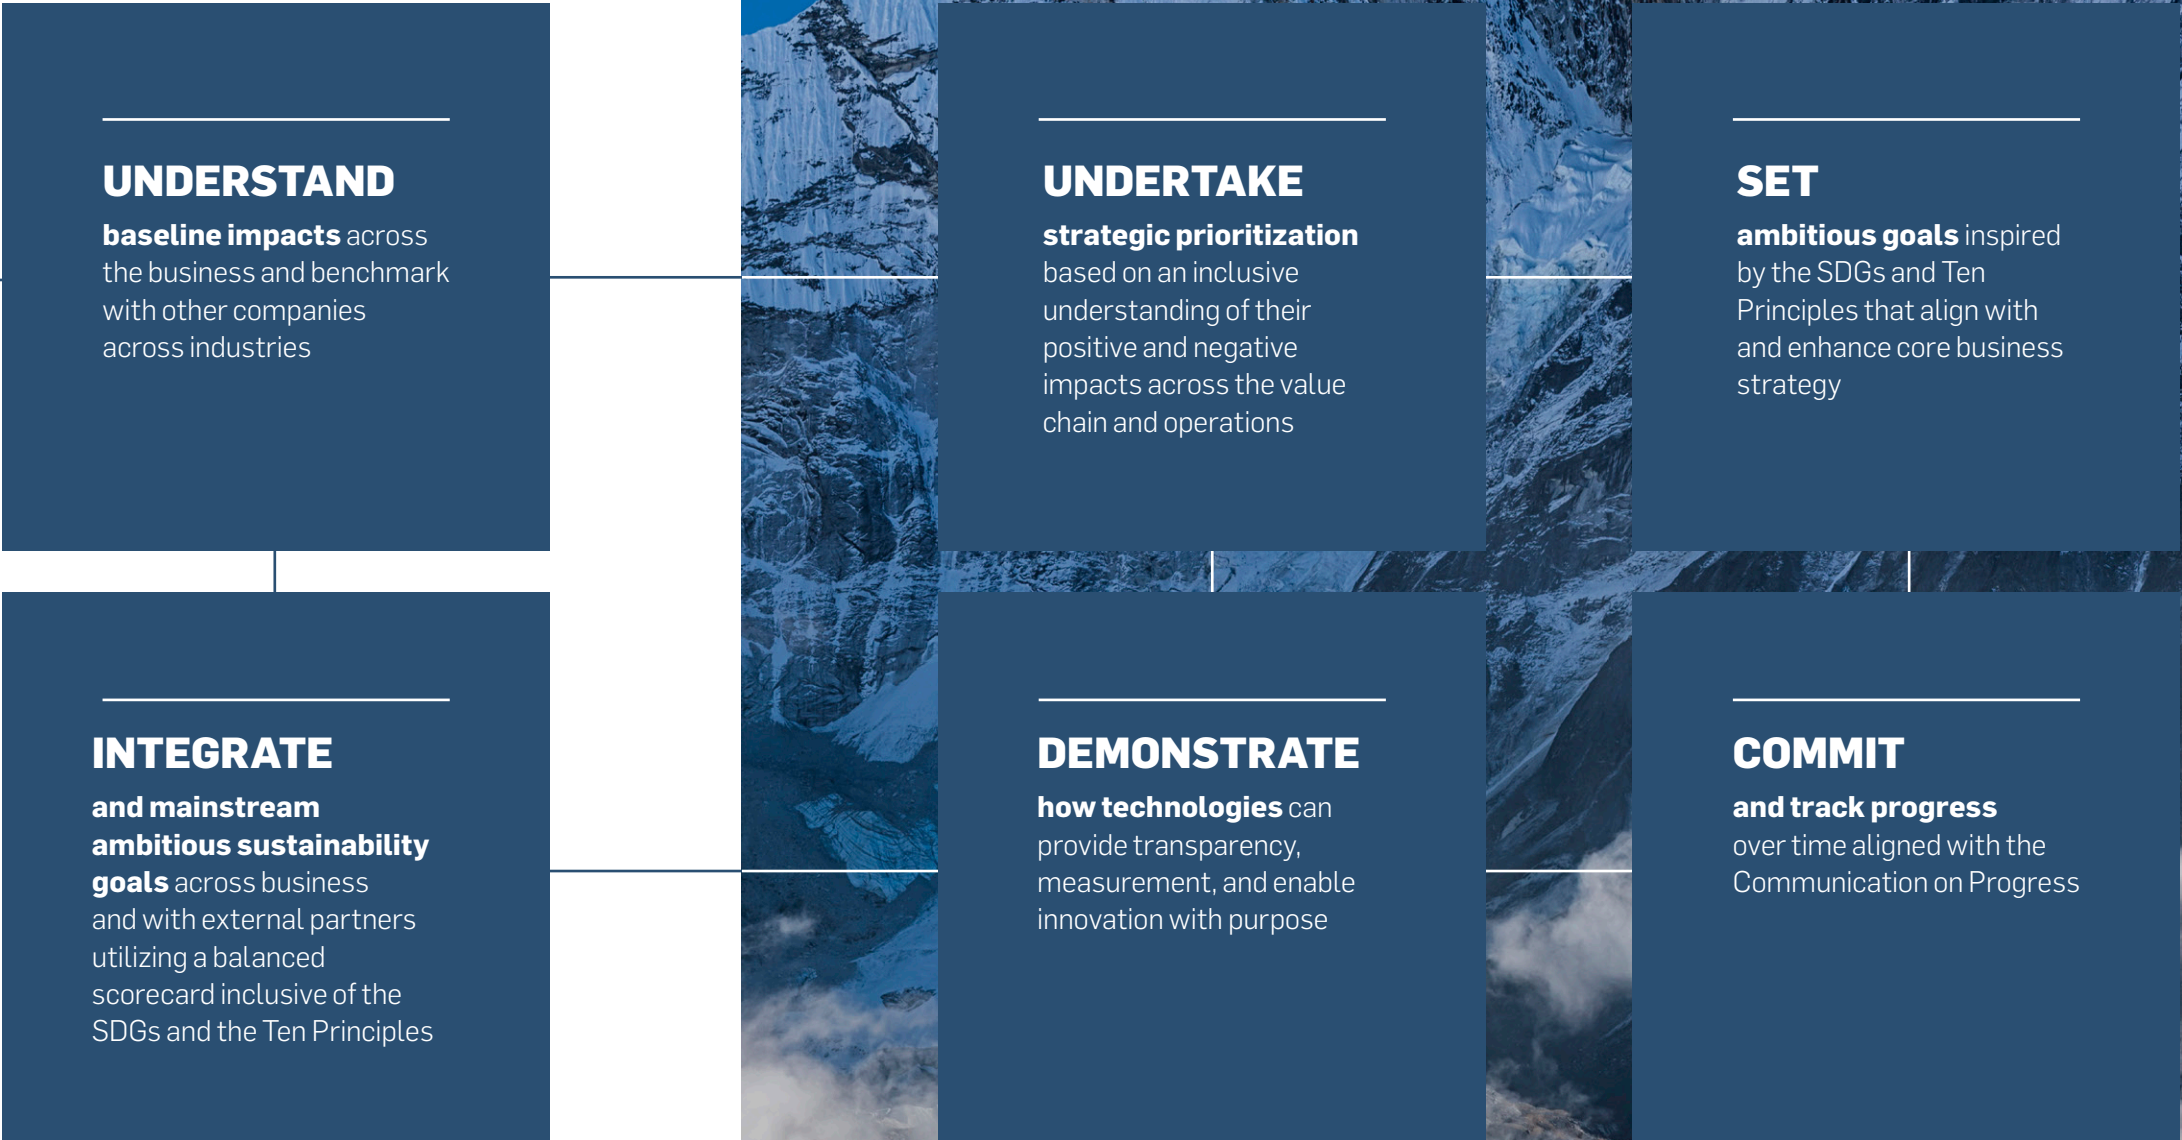 UNDERSTAND
baseline impacts across
the business and benchmark
with other companies
across industries
UNDERTAKE
strategic prioritization
based on an inclusive
understanding of their
positive and negative
impacts across the value
chain and operations
SET
ambitious goals inspired
by the SDGs and Ten
Principles that align with
and enhance core business
strategy
INTEGRATE
and mainstream
ambitious sustainability
goals across business
and with external partners
utilizing a balanced
scorecard inclusive of the
SDGs and the Ten Principles
DEMONSTRATE
how technologies can
provide transparency,
measurement, and enable
innovation with purpose
COMMIT
and track progress
over time aligned with the
Communication on Progress